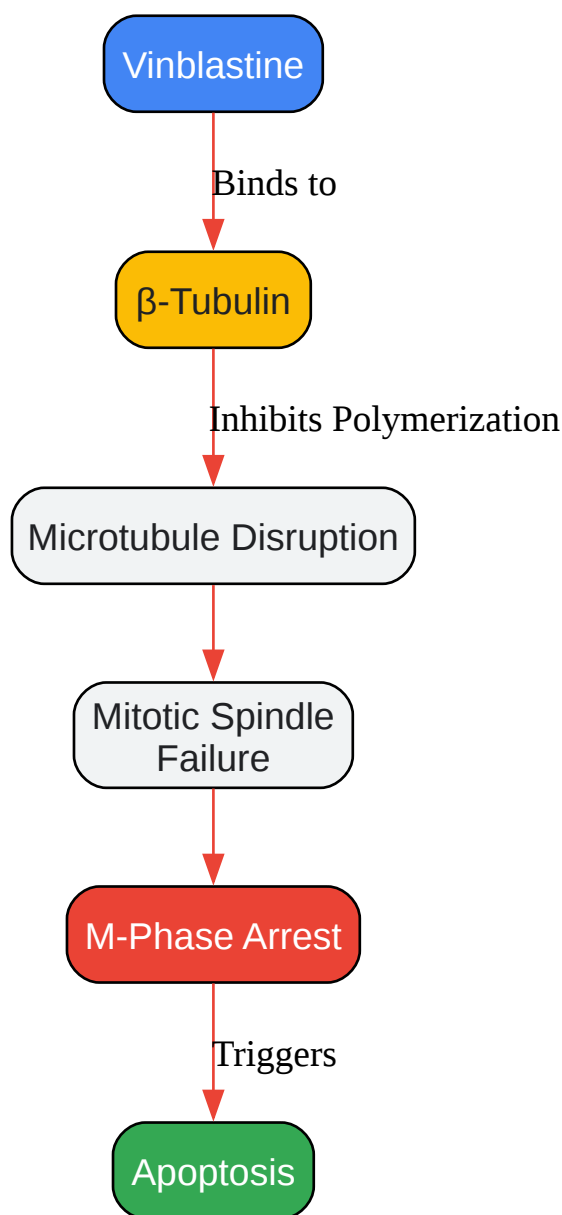 Vinblastine
Binds to
β-Tubulin
Inhibits Polymerization
Microtubule Disruption
Mitotic Spindle
Failure
M-Phase Arrest
Triggers
Apoptosis